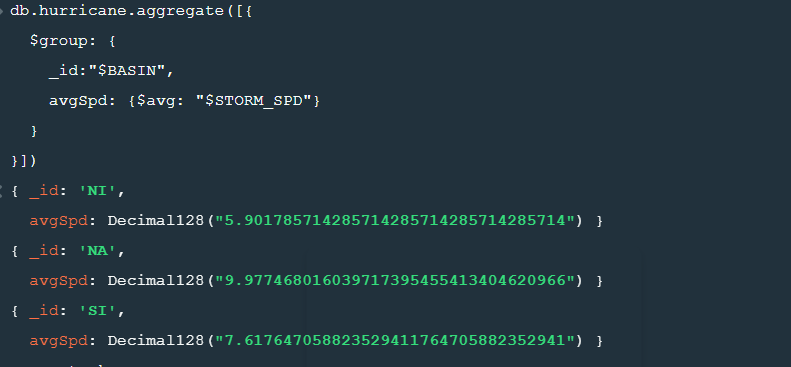 db.hurricane.aggregate([{
$group: {
_id:"$BASIN",
avgSpd: {$avg: "$STORM_SPD"}
}
}])
{ _id: 'NI',
avgSpd: Decimal128("5.901785714285714285714285714285714") }
{ _id: 'NA',
avgSpd: Decimal128("9.977468016039717395455413404620966") }
{ _id: 'SI',
avgSpd: Decimal128("7.617647058823529411764705882352941") }